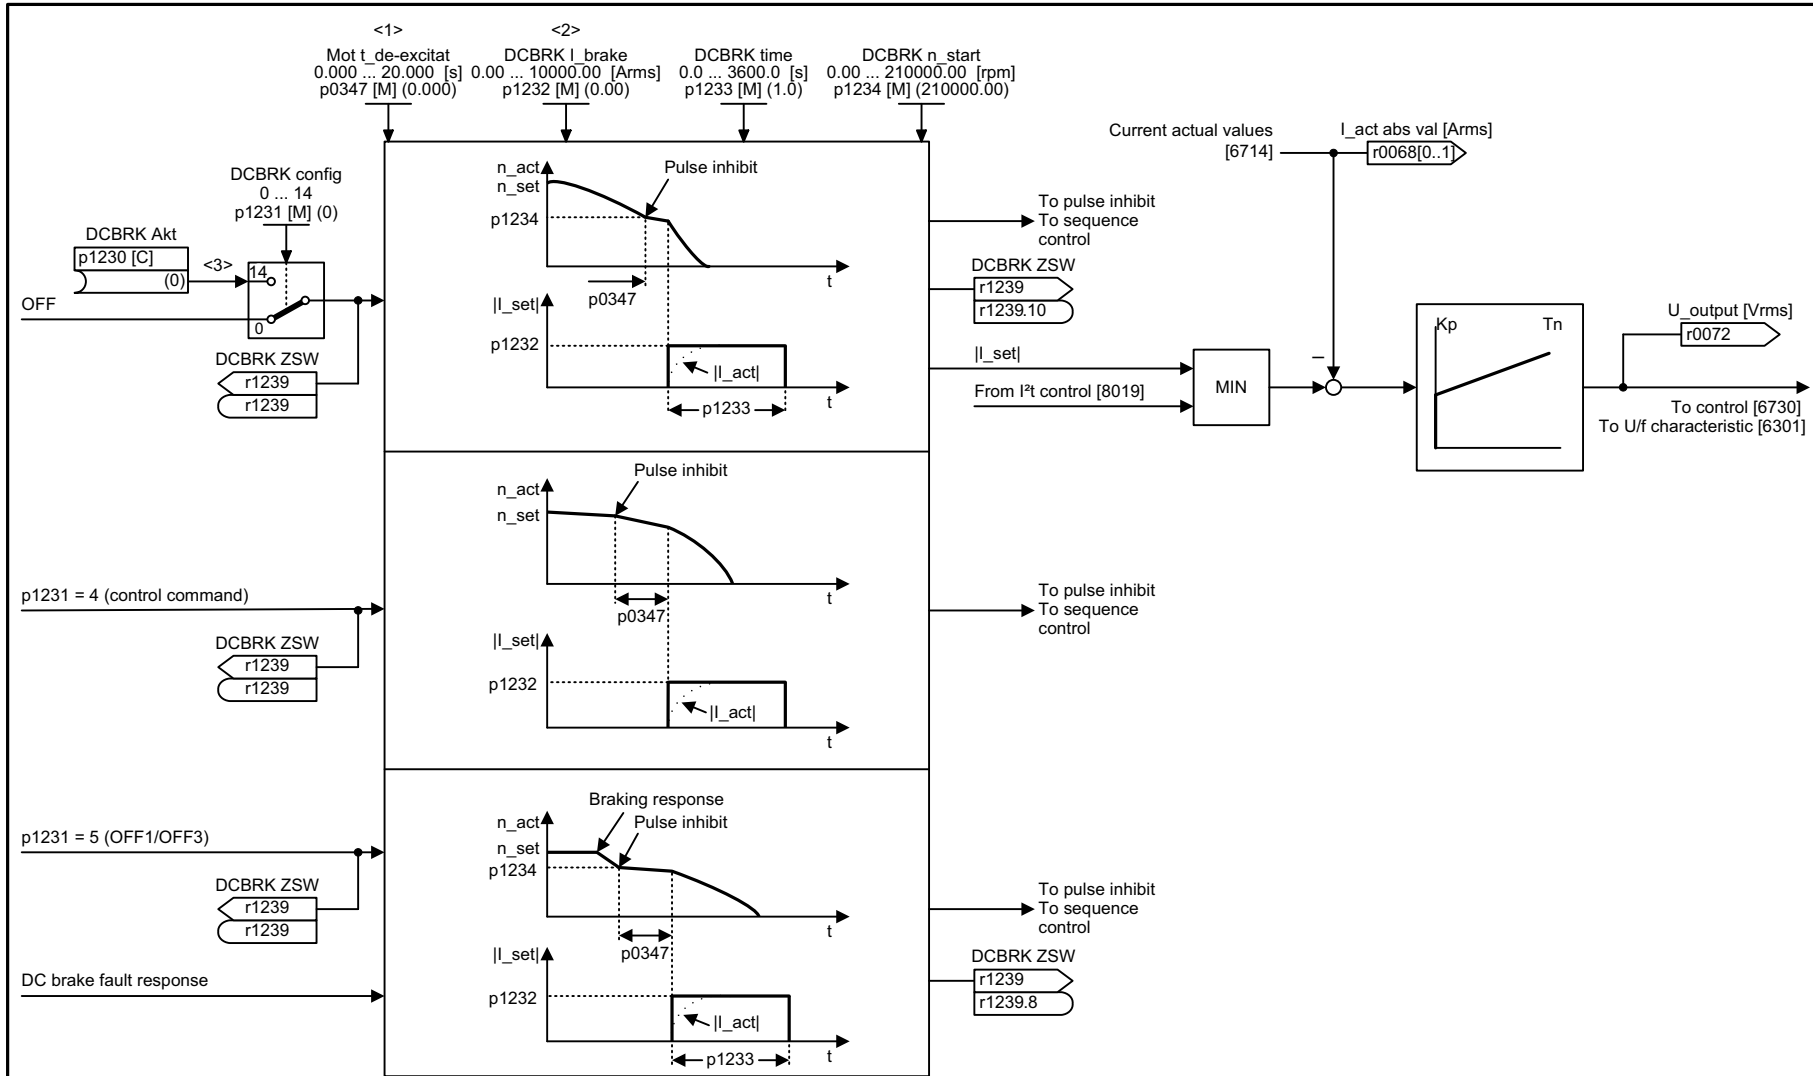 <1>
Mot t_de-excitat
0.000 ... 20.000 [s]
p0347 [M] (0.000)
<2>
DCBRK I_brake
0.00 ... 10000.00 [Arms]
p1232 [M] (0.00)
DCBRK time
0.0 ... 3600.0 [s]
p1233 [M] (1.0)
DCBRK n_start
0.00 ... 210000.00 [rpm]
p1234 [M] (210000.00)
DCBRK config
0 ... 14
p1231 [M] (0)
DCBRK Akt
p1230 [C]
(0)
<3>
14
0
OFF
DCBRK ZSW
r1239
r1239
n_act
n_set
p1234
Pulse inhibit
t
p0347
|I_set|
p1232
|I_act|
t
p1233
To pulse inhibit
To sequence
control
DCBRK ZSW
r1239
r1239.10
|I_set|
From I²t control [8019]
MIN
Current actual values
[6714]
I_act abs val [Arms]
r0068[0..1]
–
Kp
Tn
U_output [Vrms]
r0072
To control [6730]
To U/f characteristic [6301]
p1231 = 4 (control command)
DCBRK ZSW
r1239
r1239
n_act
n_set
Pulse inhibit
t
p0347
|I_set|
p1232
|I_act|
t
To pulse inhibit
To sequence
control
p1231 = 5 (OFF1/OFF3)
DCBRK ZSW
r1239
r1239
DC brake fault response
Braking response
n_act
Pulse inhibit
n_set
p1234
t
p0347
|I_set|
p1232
|I_act|
t
p1233
To pulse inhibit
To sequence
control
DCBRK ZSW
r1239
r1239.8